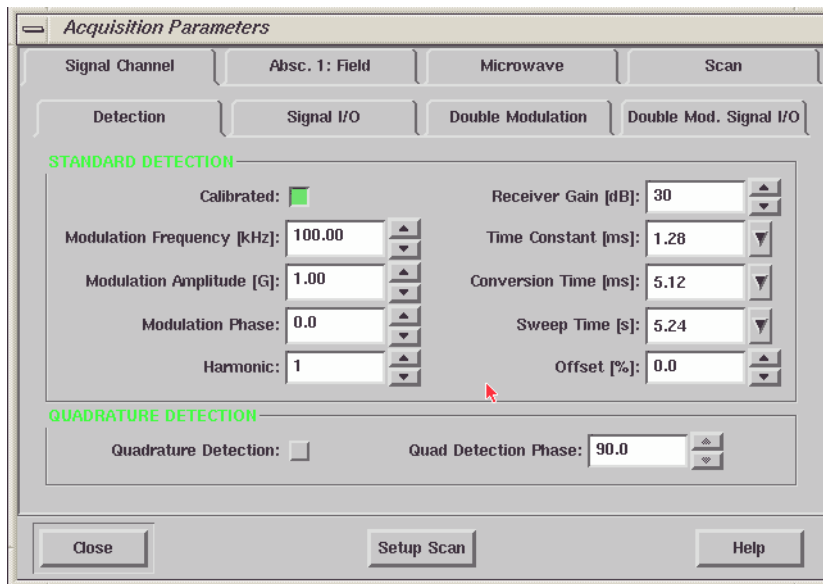 Acquisition Parameters
Signal Channel Absc. 1: Field Microwave Scan
Detection Signal I/O Double Modulation Double Mod. Signal I/O
STANDARD DETECTION
Calibrated: Receiver Gain [dB]: 30
Modulation Frequency [kHz]: 100.00 Time Constant [ms]: 1.28
Modulation Amplitude [G]: 1.00 Conversion Time [ms]: 5.12
Modulation Phase: 0.0 Sweep Time [s]: 5.24
Harmonic: 1 Offset [%]: 0.0
QUADRATURE DETECTION
Quadrature Detection: Quad Detection Phase: 90.0
Close Setup Scan Help